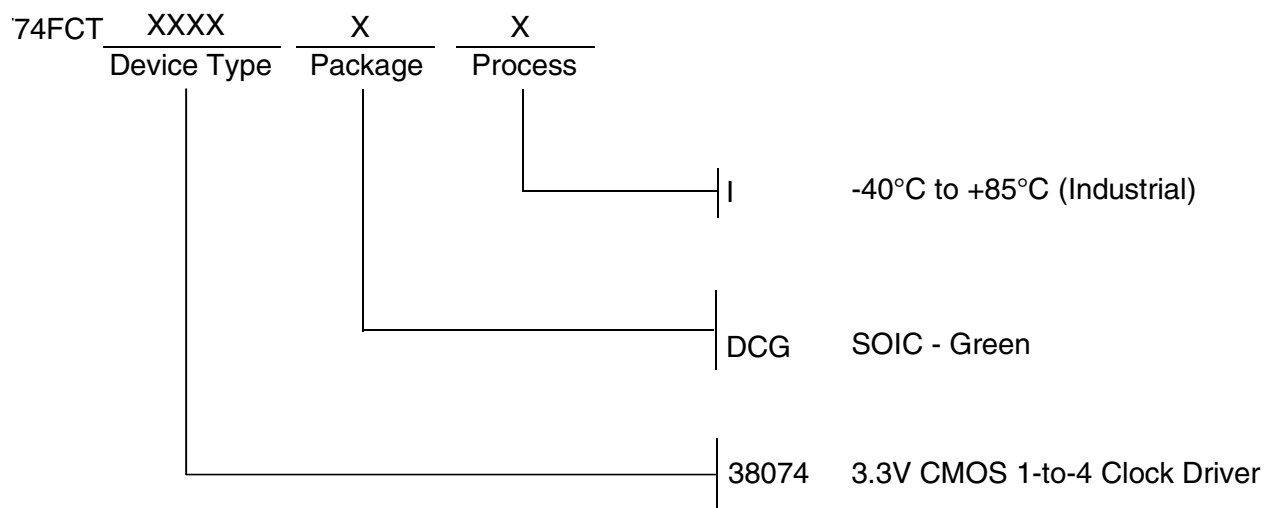 74FCT XXXX X X
Device Type Package Process
I -40°C to +85°C (Industrial)
DCG SOIC - Green
38074 3.3V CMOS 1-to-4 Clock Driver